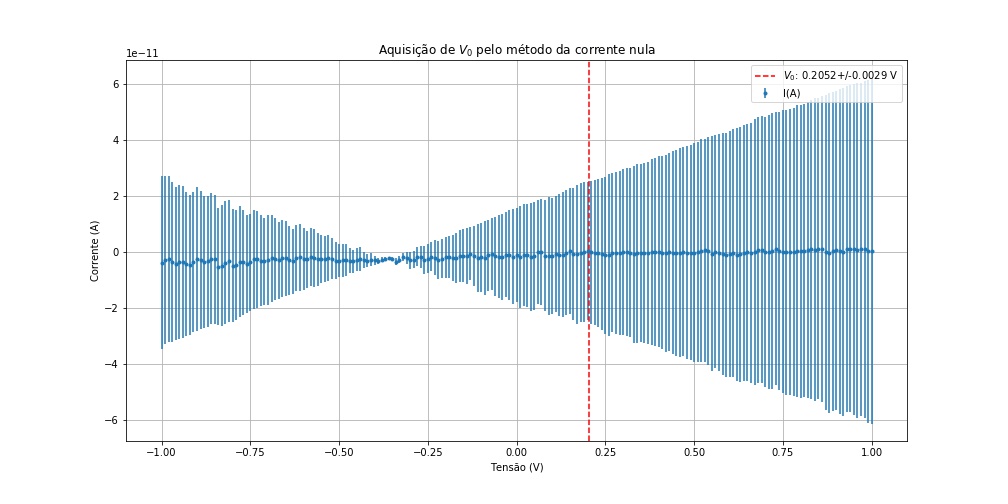 Aquisição de V₀ pelo método da corrente nula
1e−11
V₀: 0.2052+/-0.0029 V
I(A)
6
4
2
0
−2
−4
−6
Corrente (A)
−1.00 −0.75 −0.50 −0.25 0.00 0.25 0.50 0.75 1.00
Tensão (V)